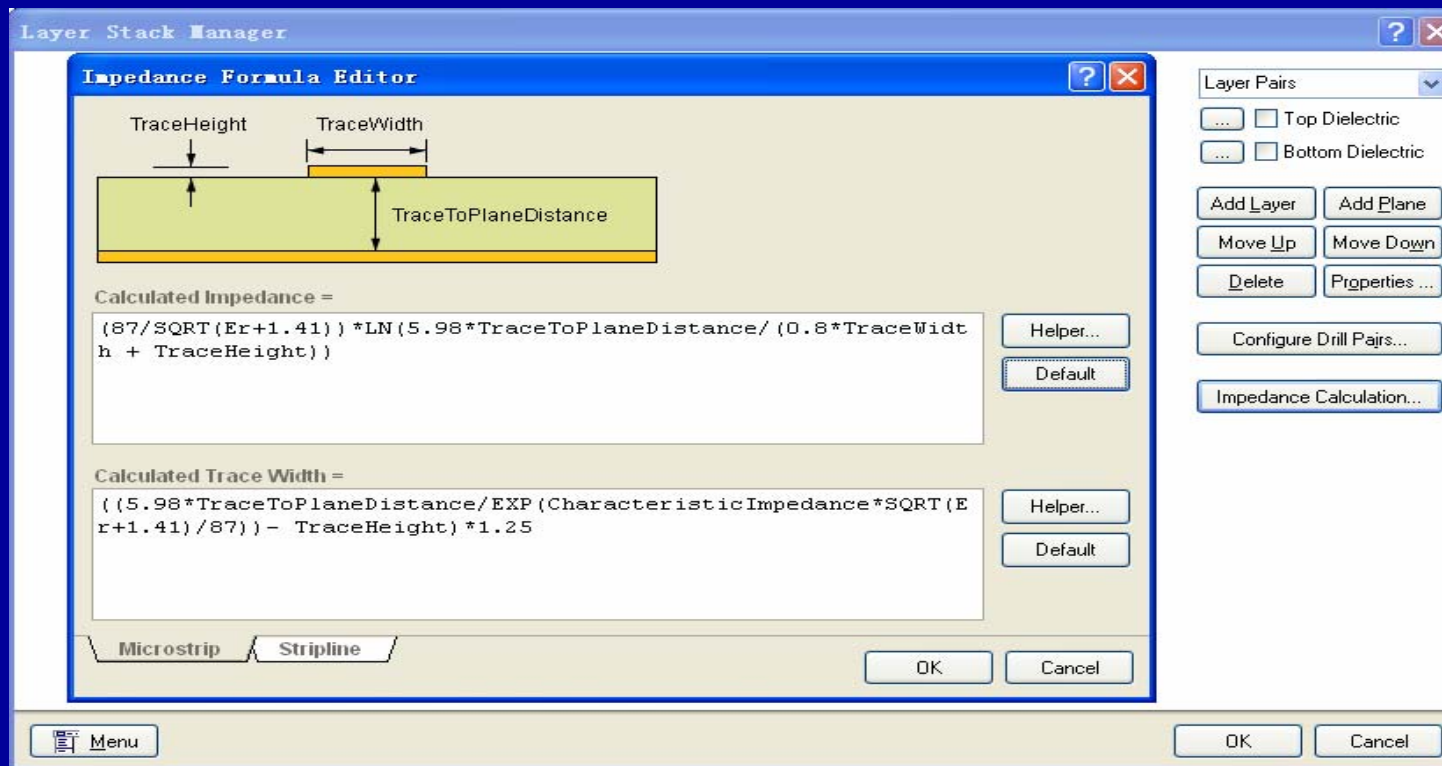 Layer Stack Manager
?
Impedance Formula Editor
?
TraceHeight
TraceWidth
TraceToPlaneDistance
Calculated Impedance =
(87/SQRT(Er+1.41))*LN(5.98*TraceToPlaneDistance/(0.8*TraceWidt
h + TraceHeight))
Helper...
Default
Calculated Trace Width =
((5.98*TraceToPlaneDistance/EXP(CharacteristicImpedance*SQRT(E
r+1.41)/87))- TraceHeight)*1.25
Helper...
Default
Microstrip
Stripline
OK
Cancel
Layer Pairs
... Top Dielectric
... Bottom Dielectric
Add Layer
Add Plane
Move Up
Move Down
Delete
Properties ...
Configure Drill Pairs...
Impedance Calculation...
Menu
OK
Cancel